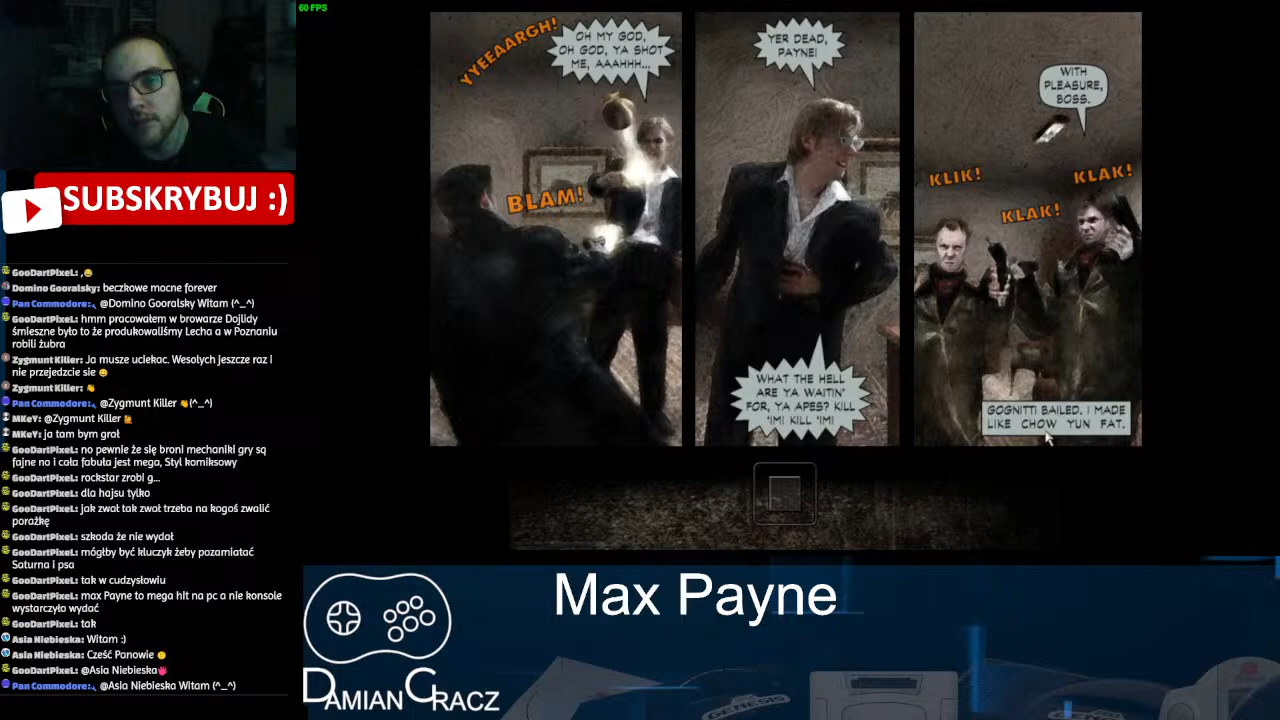 60 FPS
SUBSKRYBUJ :)
GooDartPixeL: ,😄
Domino Gooralsky: beczkowe mocne forever
Pan Commodore: @Domino Gooralsky Witam (^_^)
GooDartPixeL: hmm pracowałem w browarze Dojlidy
śmieszne było to że produkowaliśmy Lecha a w Poznaniu
robili żubra
Zygmunt Killer: Ja musze uciekac. Wesolych jeszcze raz i
nie przejedzcie sie 😄
Zygmunt Killer: 👋
Pan Commodore: @Zygmunt Killer 👋(^_^)
MKeY: @Zygmunt Killer 🙋
MKeY: ja tam bym grał
GooDartPixeL: no pewnie że się broni mechaniki gry są
fajne no i cała fabuła jest mega, Styl komiksowy
GooDartPixeL: rockstar zrobi g...
GooDartPixeL: dla hajsu tylko
GooDartPixeL: jak zwał tak zwał trzeba na kogoś zwalić
porażkę
GooDartPixeL: szkoda że nie wydał
GooDartPixeL: mógłby być kluczyk żeby pozamiatać
Saturna i psa
GooDartPixeL: tak w cudzysłowiu
GooDartPixeL: max Payne to mega hit na pc a nie konsole
wystarczyło wydać
GooDartPixeL: tak
Asia Niebieska: Witam :)
Asia Niebieska: Cześć Panowie 🙂
GooDartPixeL: @Asia Niebieska
Pan Commodore: @Asia Niebieska Witam (^_^)
YYEEAARGH!
OH MY GOD,
OH GOD, YA SHOT
ME, AAAHHH...
BLAM!
YER DEAD,
PAYNE!
WHAT THE HELL
ARE YA WAITIN'
FOR, YA APES? KILL
'IM! KILL 'IM!
WITH
PLEASURE,
BOSS.
KLIK!
KLAK!
KLAK!
GOGNITTI BAILED. I MADE
LIKE CHOW YUN FAT.
Max Payne
DAMIAN GRACZ
GENESIS